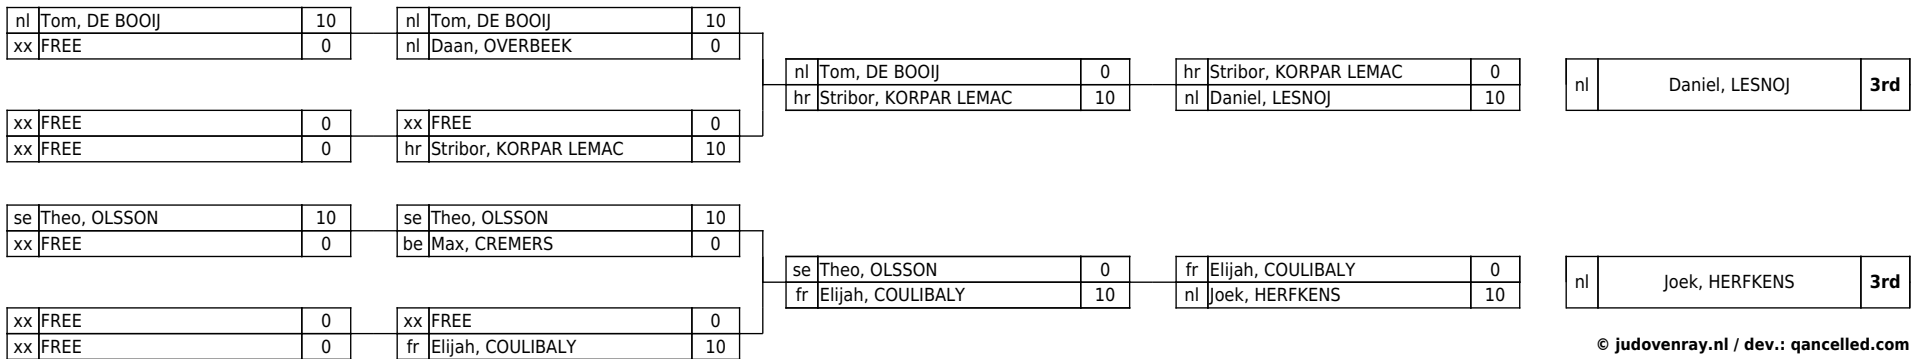 nl Tom, DE BOOIJ 10 nl Tom, DE BOOIJ 10
xx FREE 0 nl Daan, OVERBEEK 0
nl Tom, DE BOOIJ 0 hr Stribor, KORPAR LEMAC 0
nl Daniel, LESNOJ 3rd
hr Stribor, KORPAR LEMAC 10 nl Daniel, LESNOJ 10
xx FREE 0 xx FREE 0
xx FREE 0 hr Stribor, KORPAR LEMAC 10
se Theo, OLSSON 10 se Theo, OLSSON 10
xx FREE 0 be Max, CREMERS 0
se Theo, OLSSON 0 fr Elijah, COULIBALY 0
nl Joek, HERFKENS 3rd
fr Elijah, COULIBALY 10 nl Joek, HERFKENS 10
xx FREE 0 xx FREE 0
xx FREE 0 fr Elijah, COULIBALY 10
© judovenray.nl / dev.: qancelled.com